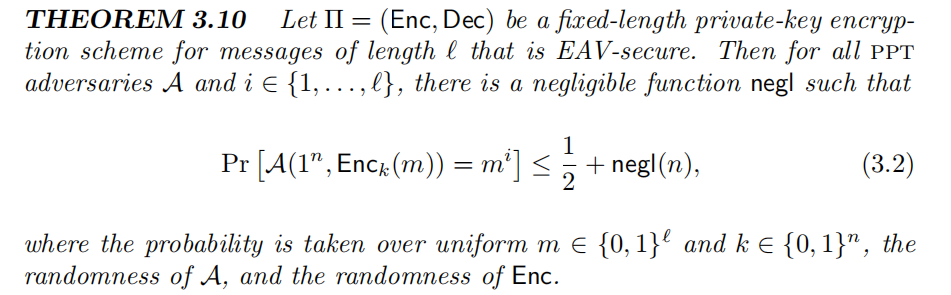 THEOREM 3.10 Let Π = (Enc, Dec) be a fixed-length private-key encryp-
tion scheme for messages of length ℓ that is EAV-secure. Then for all PPT
adversaries 𝒜 and i ∈ {1, . . . , ℓ}, there is a negligible function negl such that
Pr [𝒜(1ⁿ, Encₖ(m)) = mⁱ] ≤ 1/2 + negl(n), (3.2)
where the probability is taken over uniform m ∈ {0, 1}^ℓ and k ∈ {0, 1}ⁿ, the
randomness of 𝒜, and the randomness of Enc.